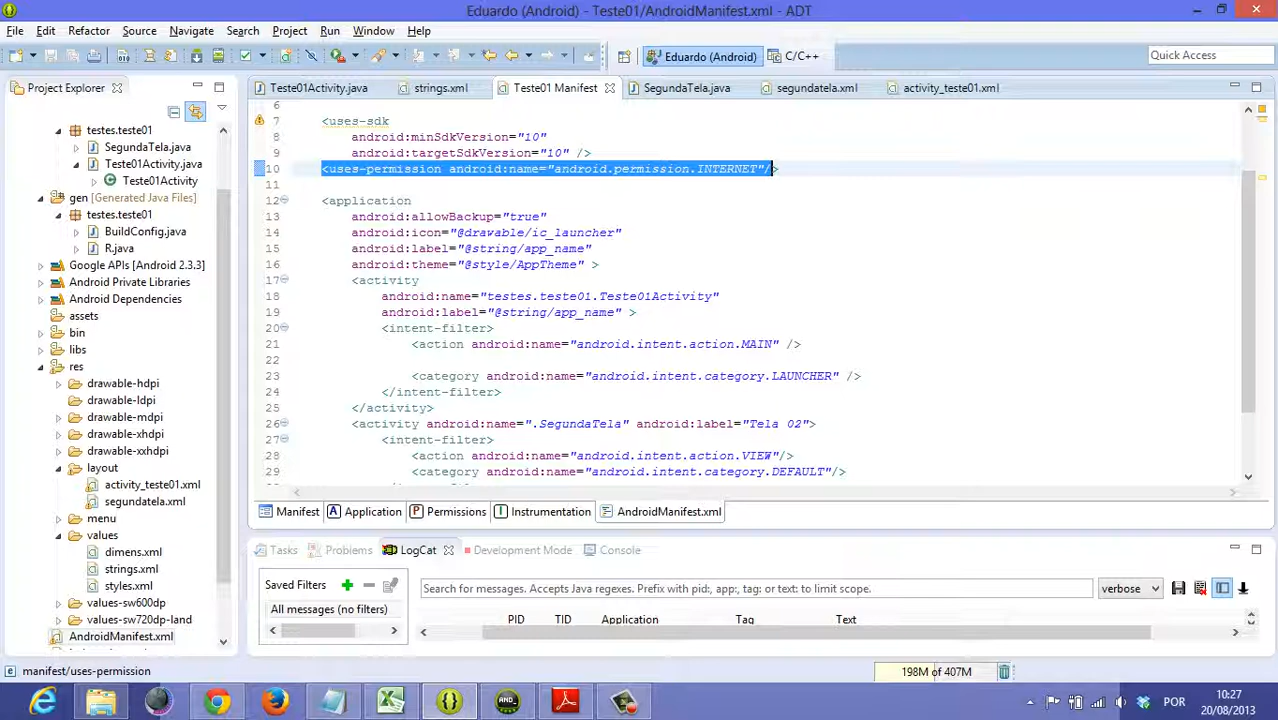 Eduardo (Android) - Teste01/AndroidManifest.xml - ADT
File Edit Refactor Source Navigate Search Project Run Window Help
Eduardo (Android) C/C++ Quick Access
Project Explorer
Teste01Activity.java strings.xml Teste01 Manifest SegundaTela.java segundatela.xml activity_teste01.xml
testes.teste01
SegundaTela.java
Teste01Activity.java
Teste01Activity
gen [Generated Java Files]
testes.teste01
BuildConfig.java
R.java
Google APIs [Android 2.3.3]
Android Private Libraries
Android Dependencies
assets
bin
libs
res
drawable-hdpi
drawable-ldpi
drawable-mdpi
drawable-xhdpi
drawable-xxhdpi
layout
activity_teste01.xml
segundatela.xml
menu
values
dimens.xml
strings.xml
styles.xml
values-sw600dp
values-sw720dp-land
AndroidManifest.xml
6
7 <uses-sdk
8 android:minSdkVersion="10"
9 android:targetSdkVersion="10" />
10 <uses-permission android:name="android.permission.INTERNET"/>
11
12 <application
13 android:allowBackup="true"
14 android:icon="@drawable/ic_launcher"
15 android:label="@string/app_name"
16 android:theme="@style/AppTheme" >
17 <activity
18 android:name="testes.teste01.Teste01Activity"
19 android:label="@string/app_name" >
20 <intent-filter>
21 <action android:name="android.intent.action.MAIN" />
22
23 <category android:name="android.intent.category.LAUNCHER" />
24 </intent-filter>
25 </activity>
26 <activity android:name=".SegundaTela" android:label="Tela 02">
27 <intent-filter>
28 <action android:name="android.intent.action.VIEW"/>
29 <category android:name="android.intent.category.DEFAULT"/>
Manifest Application Permissions Instrumentation AndroidManifest.xml
Tasks Problems LogCat Development Mode Console
Saved Filters
All messages (no filters)
Search for messages. Accepts Java regexes. Prefix with pid:, app:, tag: or text: to limit scope.
verbose
PID TID Application Tag Text
manifest/uses-permission
198M of 407M
POR
10:27
20/08/2013